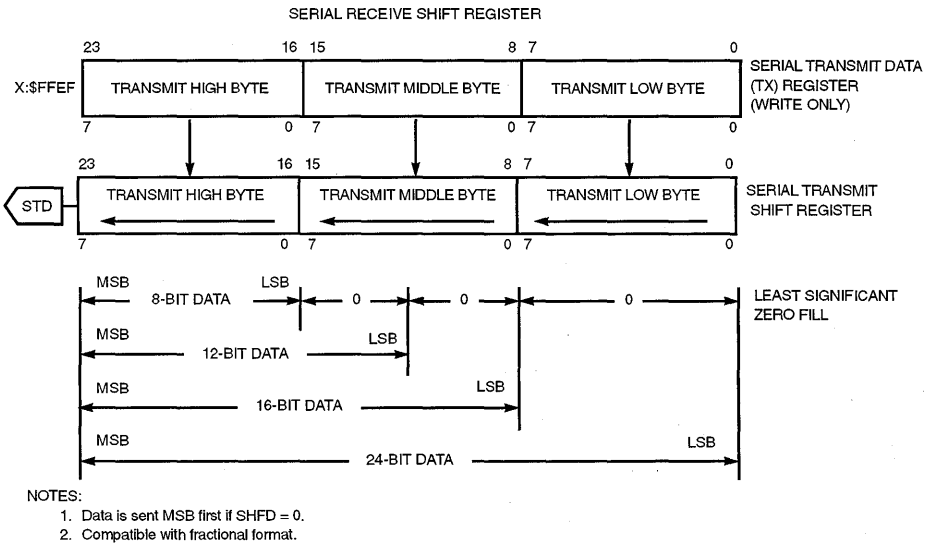 SERIAL RECEIVE SHIFT REGISTER
23 16 15 8 7 0
X:$FFEF TRANSMIT HIGH BYTE TRANSMIT MIDDLE BYTE TRANSMIT LOW BYTE SERIAL TRANSMIT DATA
(TX) REGISTER
(WRITE ONLY)
7 0 7 0 7 0
23 16 15 8 7 0
STD TRANSMIT HIGH BYTE TRANSMIT MIDDLE BYTE TRANSMIT LOW BYTE SERIAL TRANSMIT
SHIFT REGISTER
7 0 7 0 7 0
MSB LSB
8-BIT DATA 0 0 0 LEAST SIGNIFICANT
ZERO FILL
MSB LSB
12-BIT DATA
MSB LSB
16-BIT DATA
MSB LSB
24-BIT DATA
NOTES:
1. Data is sent MSB first if SHFD = 0.
2. Compatible with fractional format.